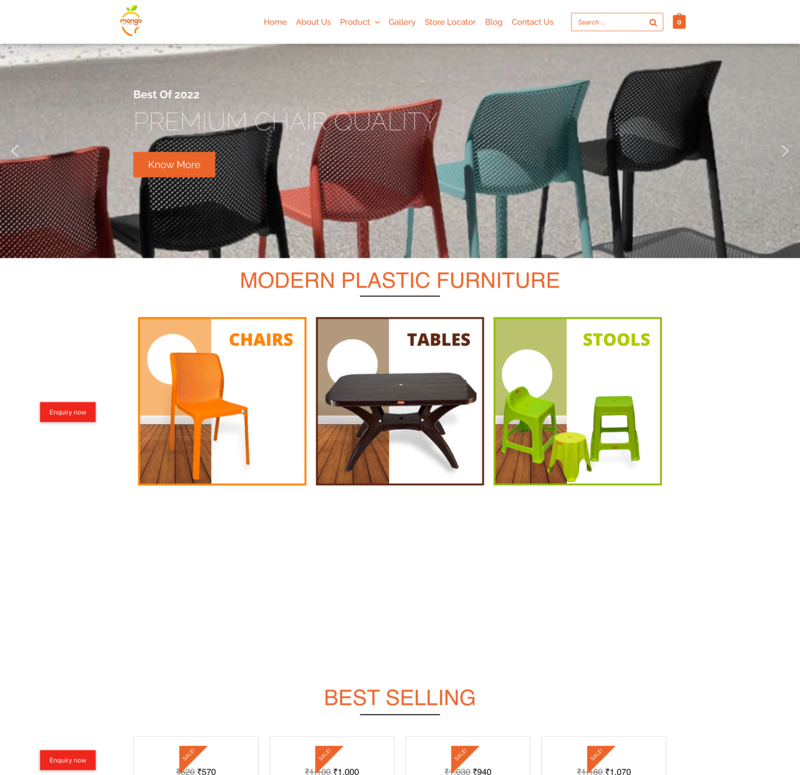 mango
Home About Us Product Gallery Store Locator Blog Contact Us Search ... 0
Best Of 2022
PREMIUM CHAIR QUALITY
Know More
MODERN PLASTIC FURNITURE
CHAIRS TABLES STOOLS
Enquiry now
BEST SELLING
SALE! SALE! SALE! SALE!
Enquiry now
₹620 ₹570 ₹1.100 ₹1.000 ₹1.030 ₹940 ₹1.180 ₹1.070